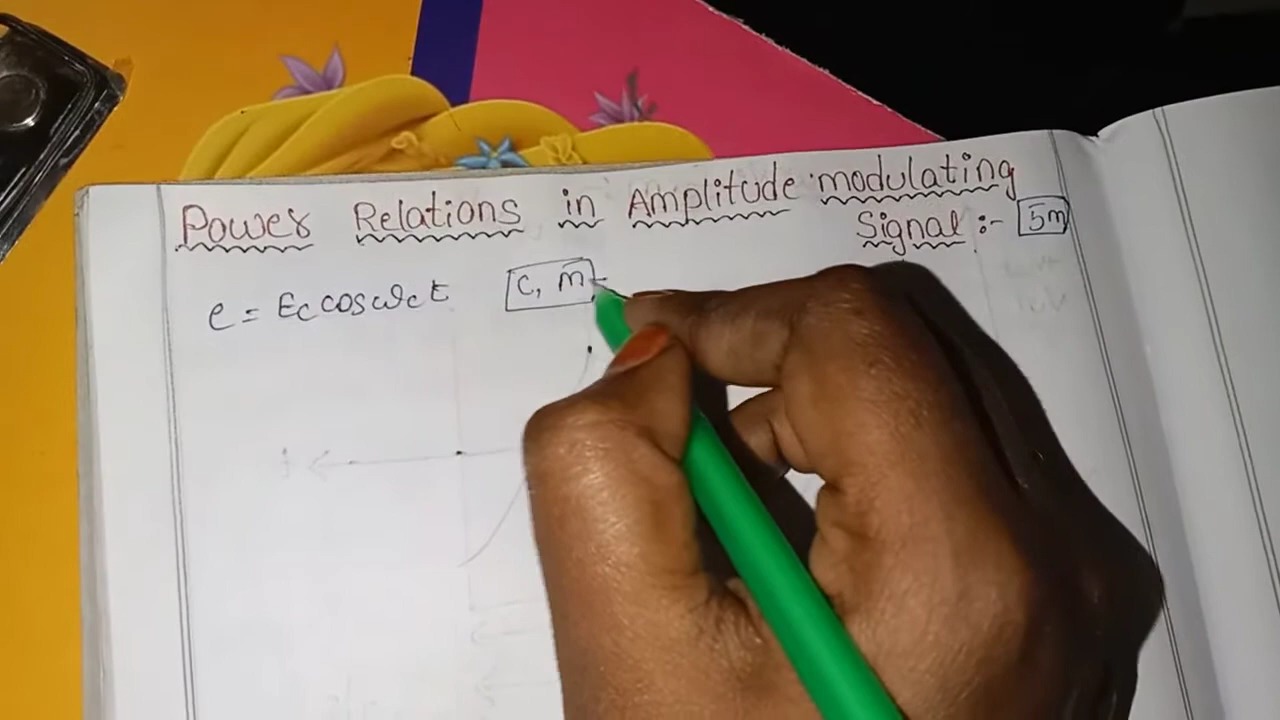 Power Relations in Amplitude modulating
Signal :- 5m
e = Ec cos ωc t
C, m